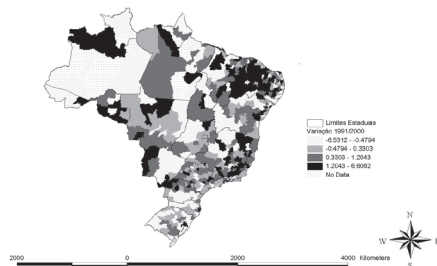 Limites Estaduais
Variação 1991/2000
-6.5312 - -0.4794
-0.4794 - 0.3303
0.3303 - 1.2043
1.2043 - 6.6062
No Data
N
W E
S
2000 0 2000 4000 Kilometers